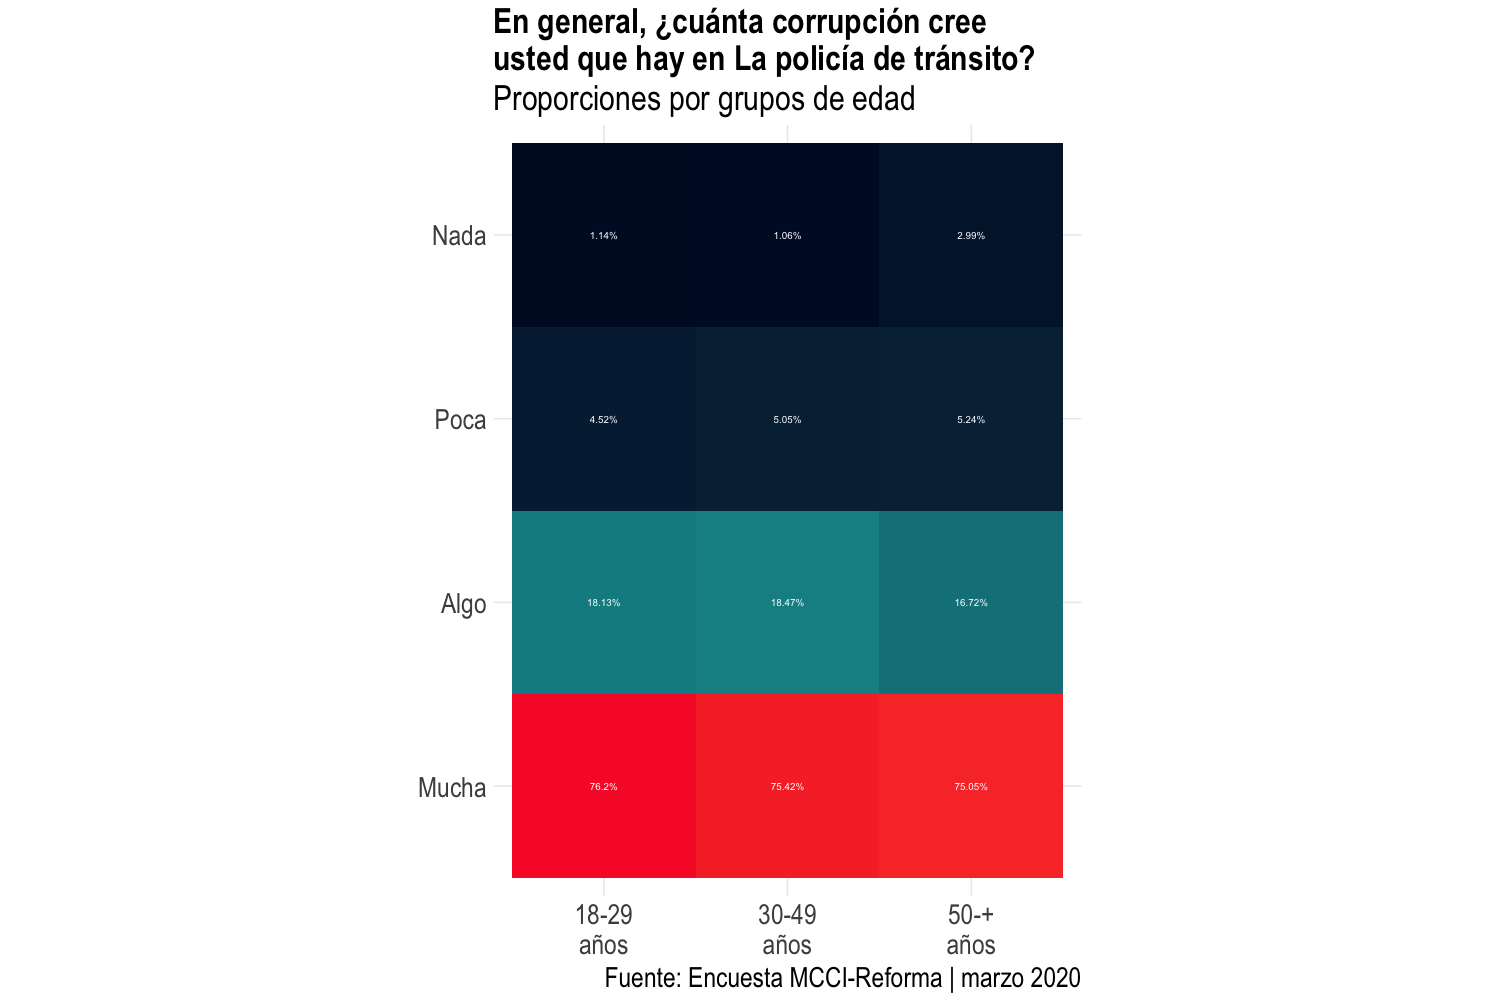 En general, ¿cuánta corrupción cree
usted que hay en La policía de tránsito?
Proporciones por grupos de edad
Nada
1.14%
1.06%
2.99%
Poca
4.52%
5.05%
5.24%
Algo
18.13%
18.47%
16.72%
Mucha
76.2%
75.42%
75.05%
18-29
años
30-49
años
50-+
años
Fuente: Encuesta MCCI-Reforma | marzo 2020